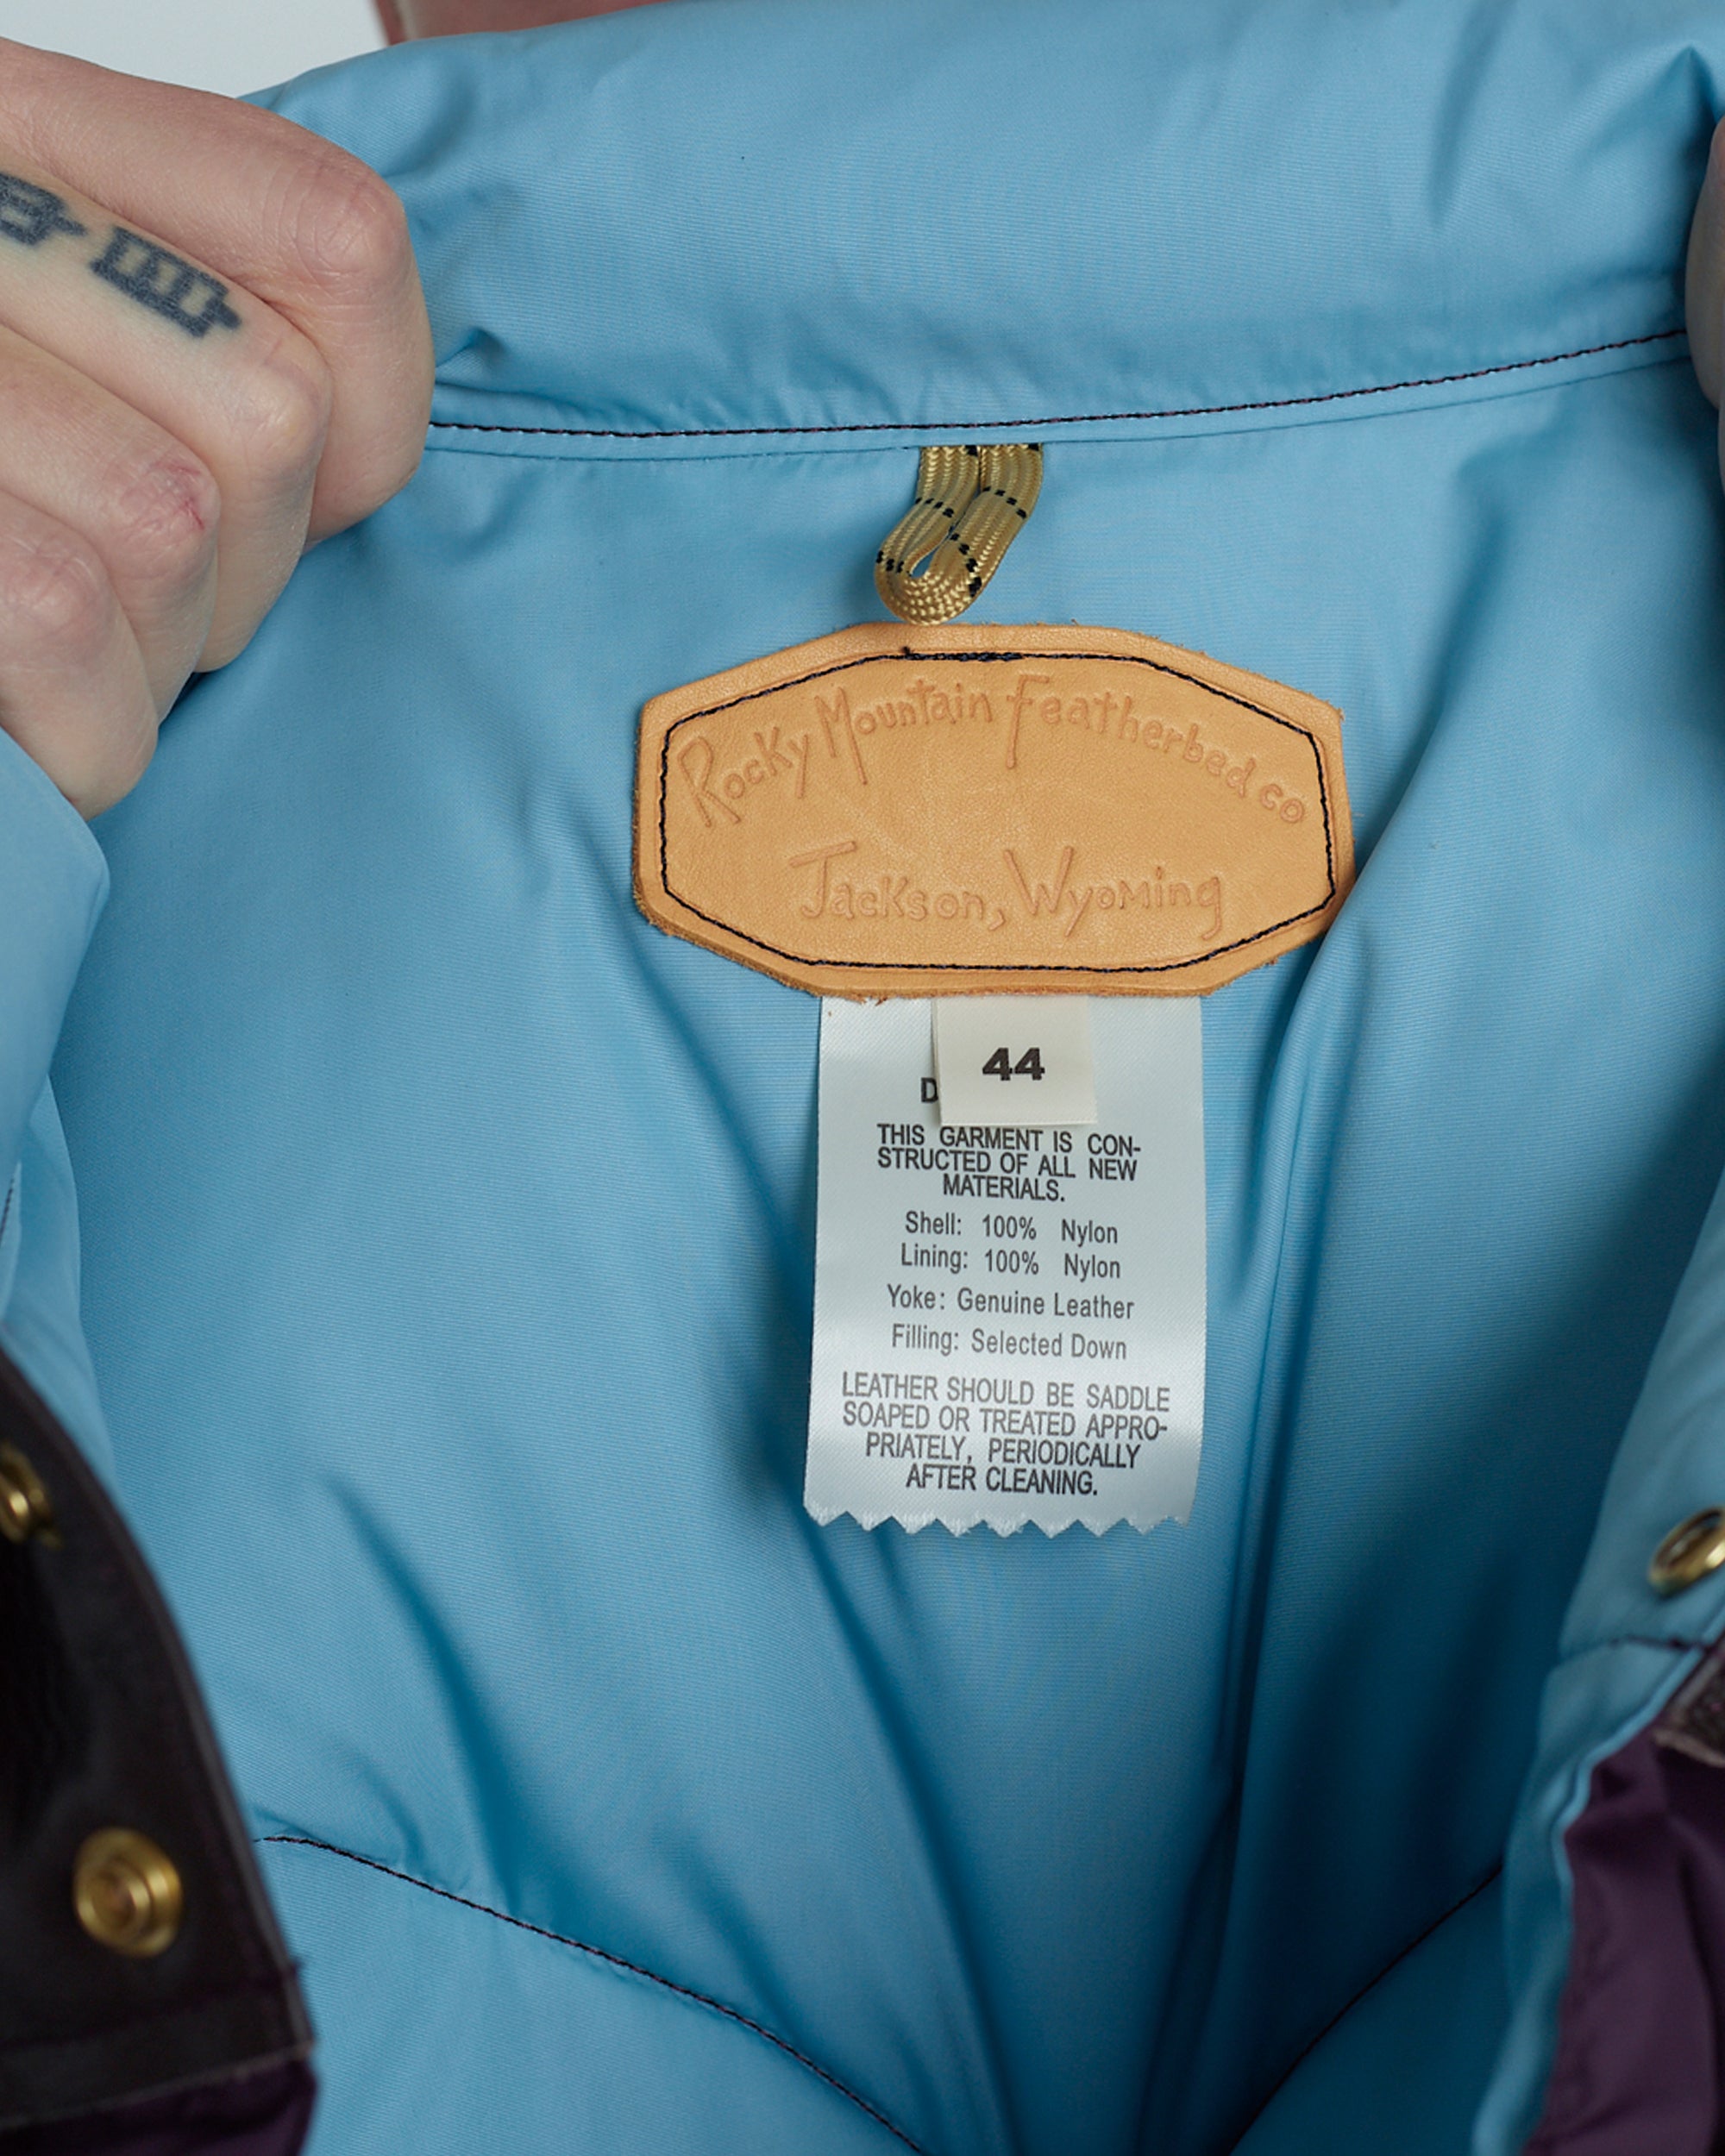 Rocky Mountain Featherbed co
Jackson, Wyoming
44
D
THIS GARMENT IS CON-
STRUCTED OF ALL NEW
MATERIALS.
Shell: 100% Nylon
Lining: 100% Nylon
Yoke: Genuine Leather
Filling: Selected Down
LEATHER SHOULD BE SADDLE
SOAPED OR TREATED APPRO-
PRIATELY, PERIODICALLY
AFTER CLEANING.